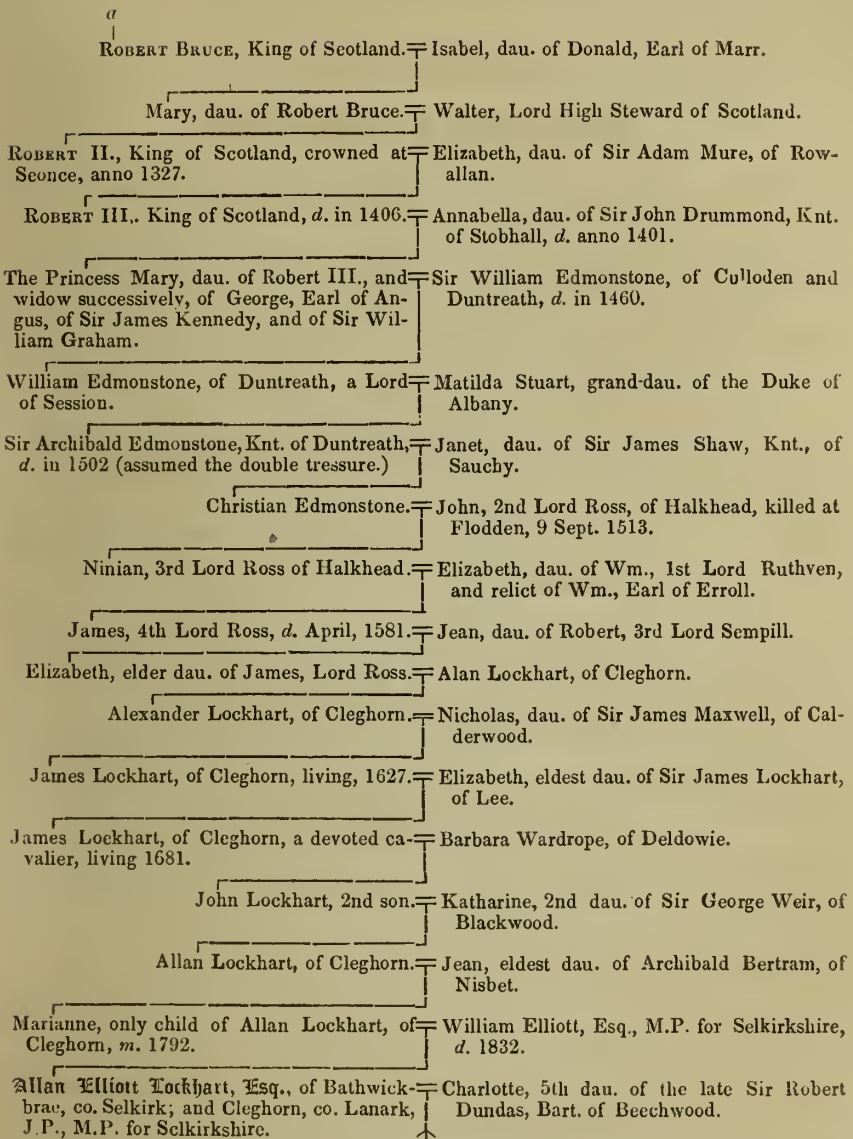 a
ROBERT BRUCE, King of Scotland. Isabel, dau. of Donald, Earl of Marr.
Mary, dau. of Robert Bruce. Walter, Lord High Steward of Scotland.
ROBERT II., King of Scotland, crowned at Elizabeth, dau. of Sir Adam Mure, of Row-
Sconce, anno 1327. allan.
ROBERT III,. King of Scotland, d. in 1406. Annabella, dau. of Sir John Drummond, Knt.
of Stobhall, d. anno 1401.
The Princess Mary, dau. of Robert III., and Sir William Edmonstone, of Culloden and
widow successively, of George, Earl of An- Duntreath, d. in 1460.
gus, of Sir James Kennedy, and of Sir Wil-
liam Graham.
William Edmonstone, of Duntreath, a Lord Matilda Stuart, grand-dau. of the Duke of
of Session. Albany.
Sir Archibald Edmonstone, Knt. of Duntreath, Janet, dau. of Sir James Shaw, Knt., of
d. in 1502 (assumed the double tressure.) Sauchy.
Christian Edmonstone. John, 2nd Lord Ross, of Halkhead, killed at
Flodden, 9 Sept. 1513.
Ninian, 3rd Lord Ross of Halkhead. Elizabeth, dau. of Wm., 1st Lord Ruthven,
and relict of Wm., Earl of Erroll.
James, 4th Lord Ross, d. April, 1581. Jean, dau. of Robert, 3rd Lord Sempill.
Elizabeth, elder dau. of James, Lord Ross. Alan Lockhart, of Cleghorn.
Alexander Lockhart, of Cleghorn. Nicholas, dau. of Sir James Maxwell, of Cal-
derwood.
James Lockhart, of Cleghorn, living, 1627. Elizabeth, eldest dau. of Sir James Lockhart,
of Lee.
James Lockhart, of Cleghorn, a devoted ca- Barbara Wardrope, of Deldowie.
valier, living 1681.
John Lockhart, 2nd son. Katharine, 2nd dau. of Sir George Weir, of
Blackwood.
Allan Lockhart, of Cleghorn. Jean, eldest dau. of Archibald Bertram, of
Nisbet.
Marianne, only child of Allan Lockhart, of William Elliott, Esq., M.P. for Selkirkshire,
Cleghorn, m. 1792. d. 1832.
Allan Elliott Lockhart, Esq., of Bathwick- Charlotte, 5th dau. of the late Sir Robert
brae, co. Selkirk; and Cleghorn, co. Lanark, Dundas, Bart. of Beechwood.
J.P., M.P. for Selkirkshire.